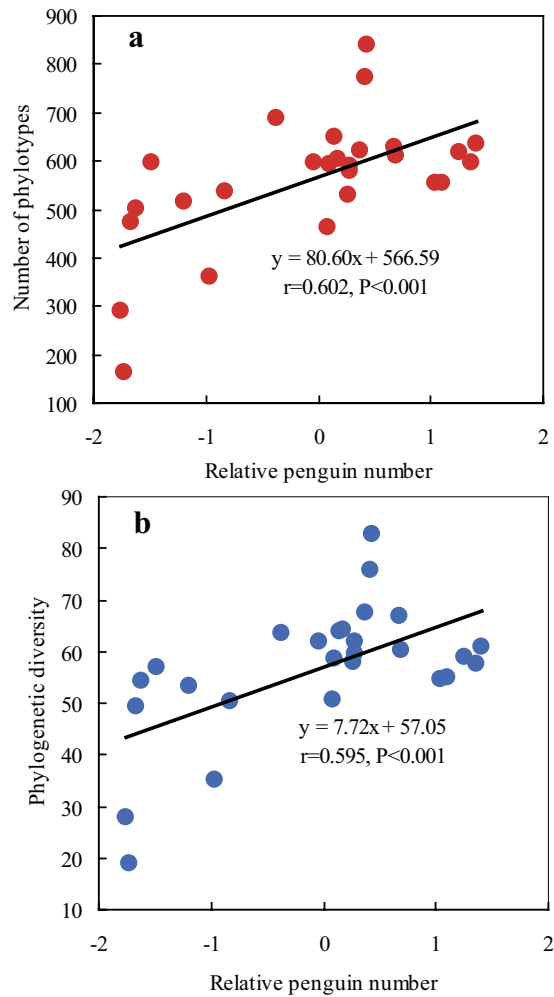 a
900
800
700
600
500
400
300
200
100
Number of phylotypes
y = 80.60x + 566.59
r=0.602, P<0.001
-2 -1 0 1 2
Relative penguin number
b
90
80
70
60
50
40
30
20
10
Phylogenetic diversity
y = 7.72x + 57.05
r=0.595, P<0.001
-2 -1 0 1 2
Relative penguin number